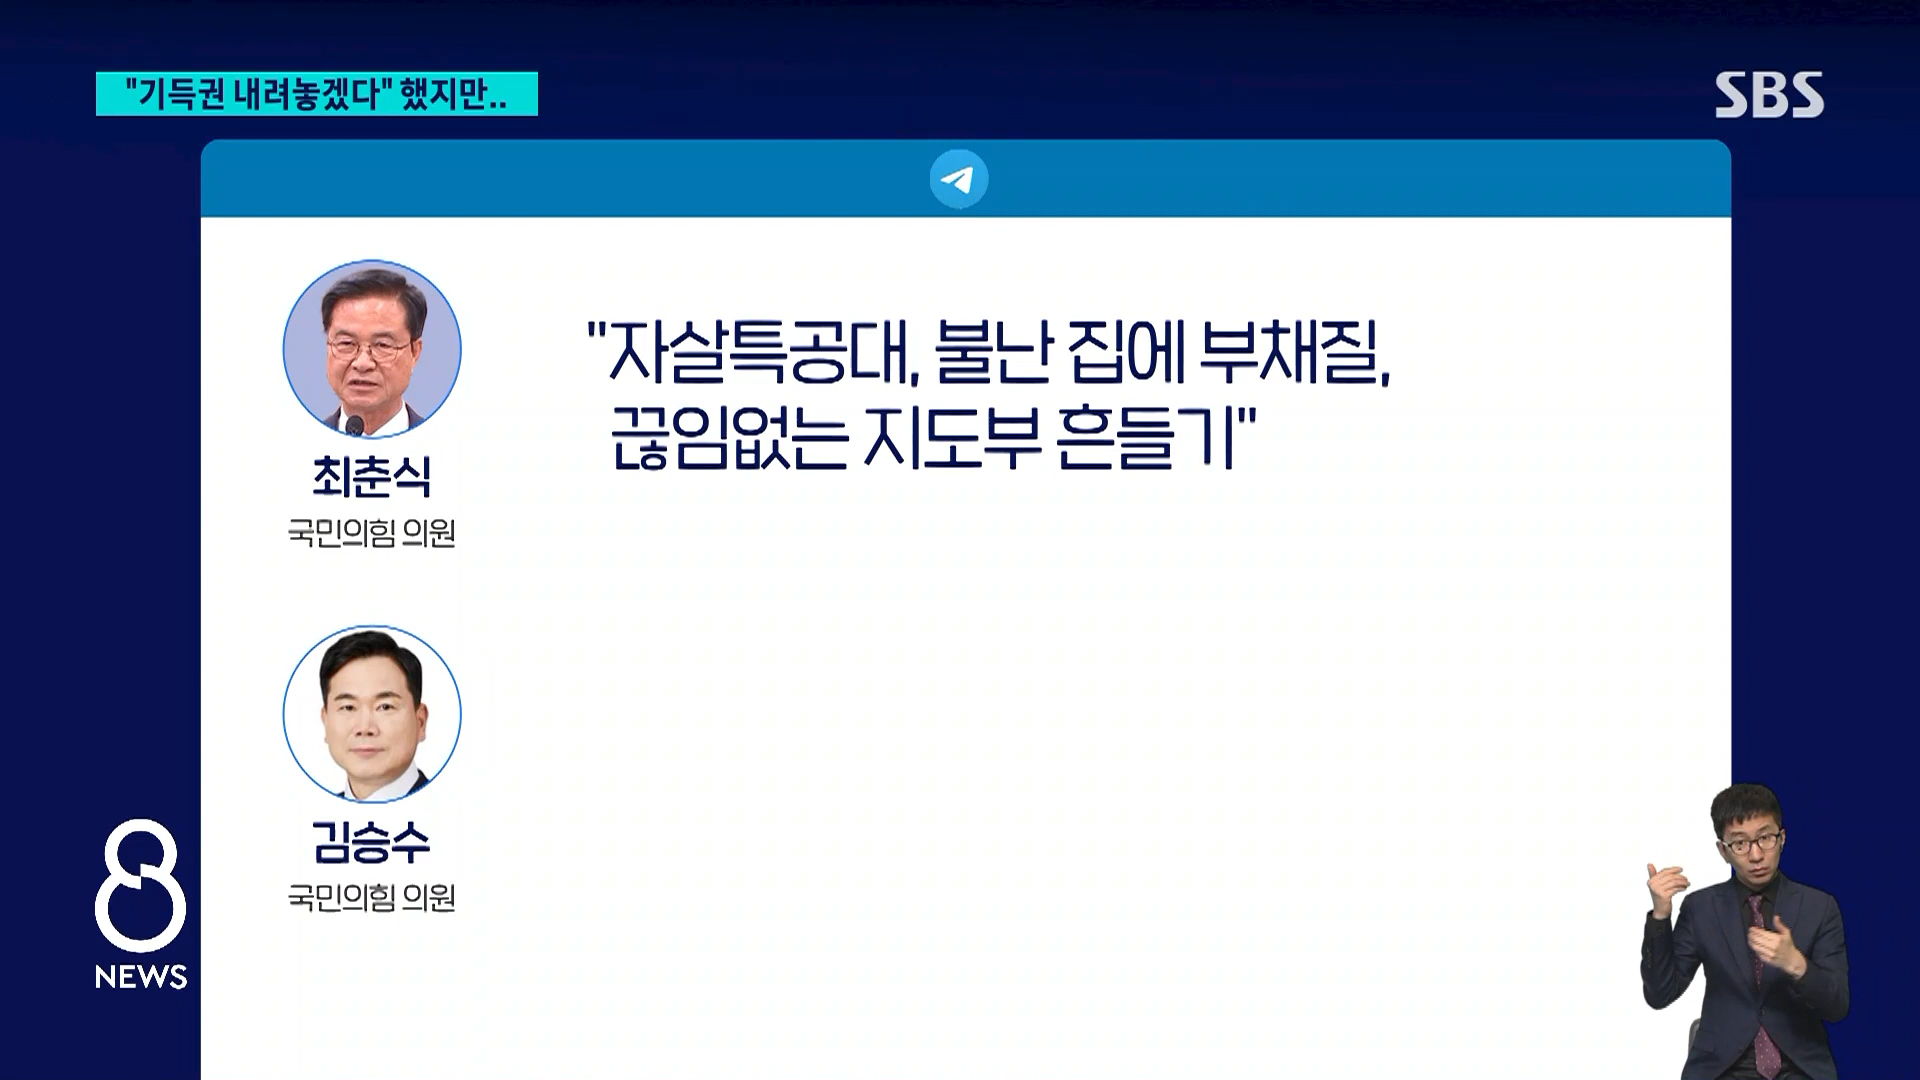 "기득권 내려놓겠다" 했지만..
SBS
"자살특공대, 불난 집에 부채질,
끊임없는 지도부 흔들기"
최춘식
국민의힘 의원
김승수
국민의힘 의원
8
NEWS